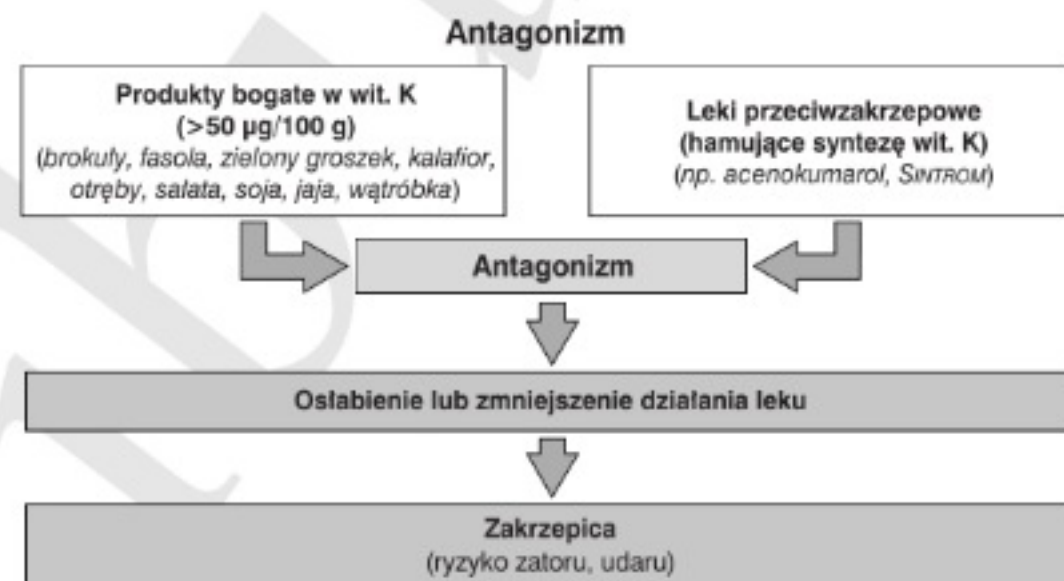 Antagonizm
Produkty bogate w wit. K
(>50 µg/100 g)
(brokuły, fasola, zielony groszek, kalafior,
otręby, sałata, soja, jaja, wątróbka)
Leki przeciwzakrzepowe
(hamujące syntezę wit. K)
(np. acenokumarol, SINTROM)
Antagonizm
Osłabienie lub zmniejszenie działania leku
Zakrzepica
(ryzyko zatoru, udaru)